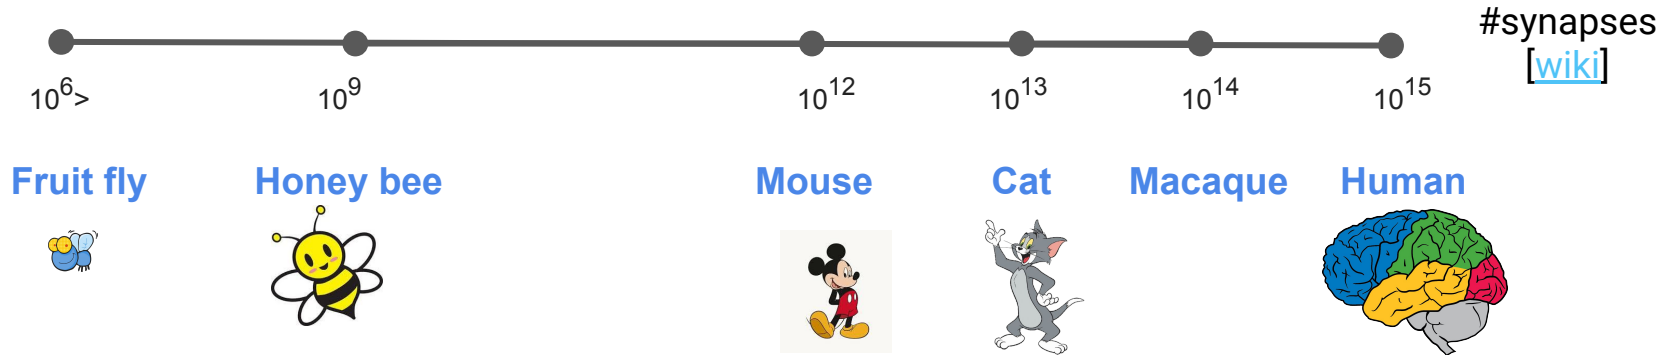 #synapses
[wiki]
10^6> 10^9 10^12 10^13 10^14 10^15
Fruit fly Honey bee Mouse Cat Macaque Human